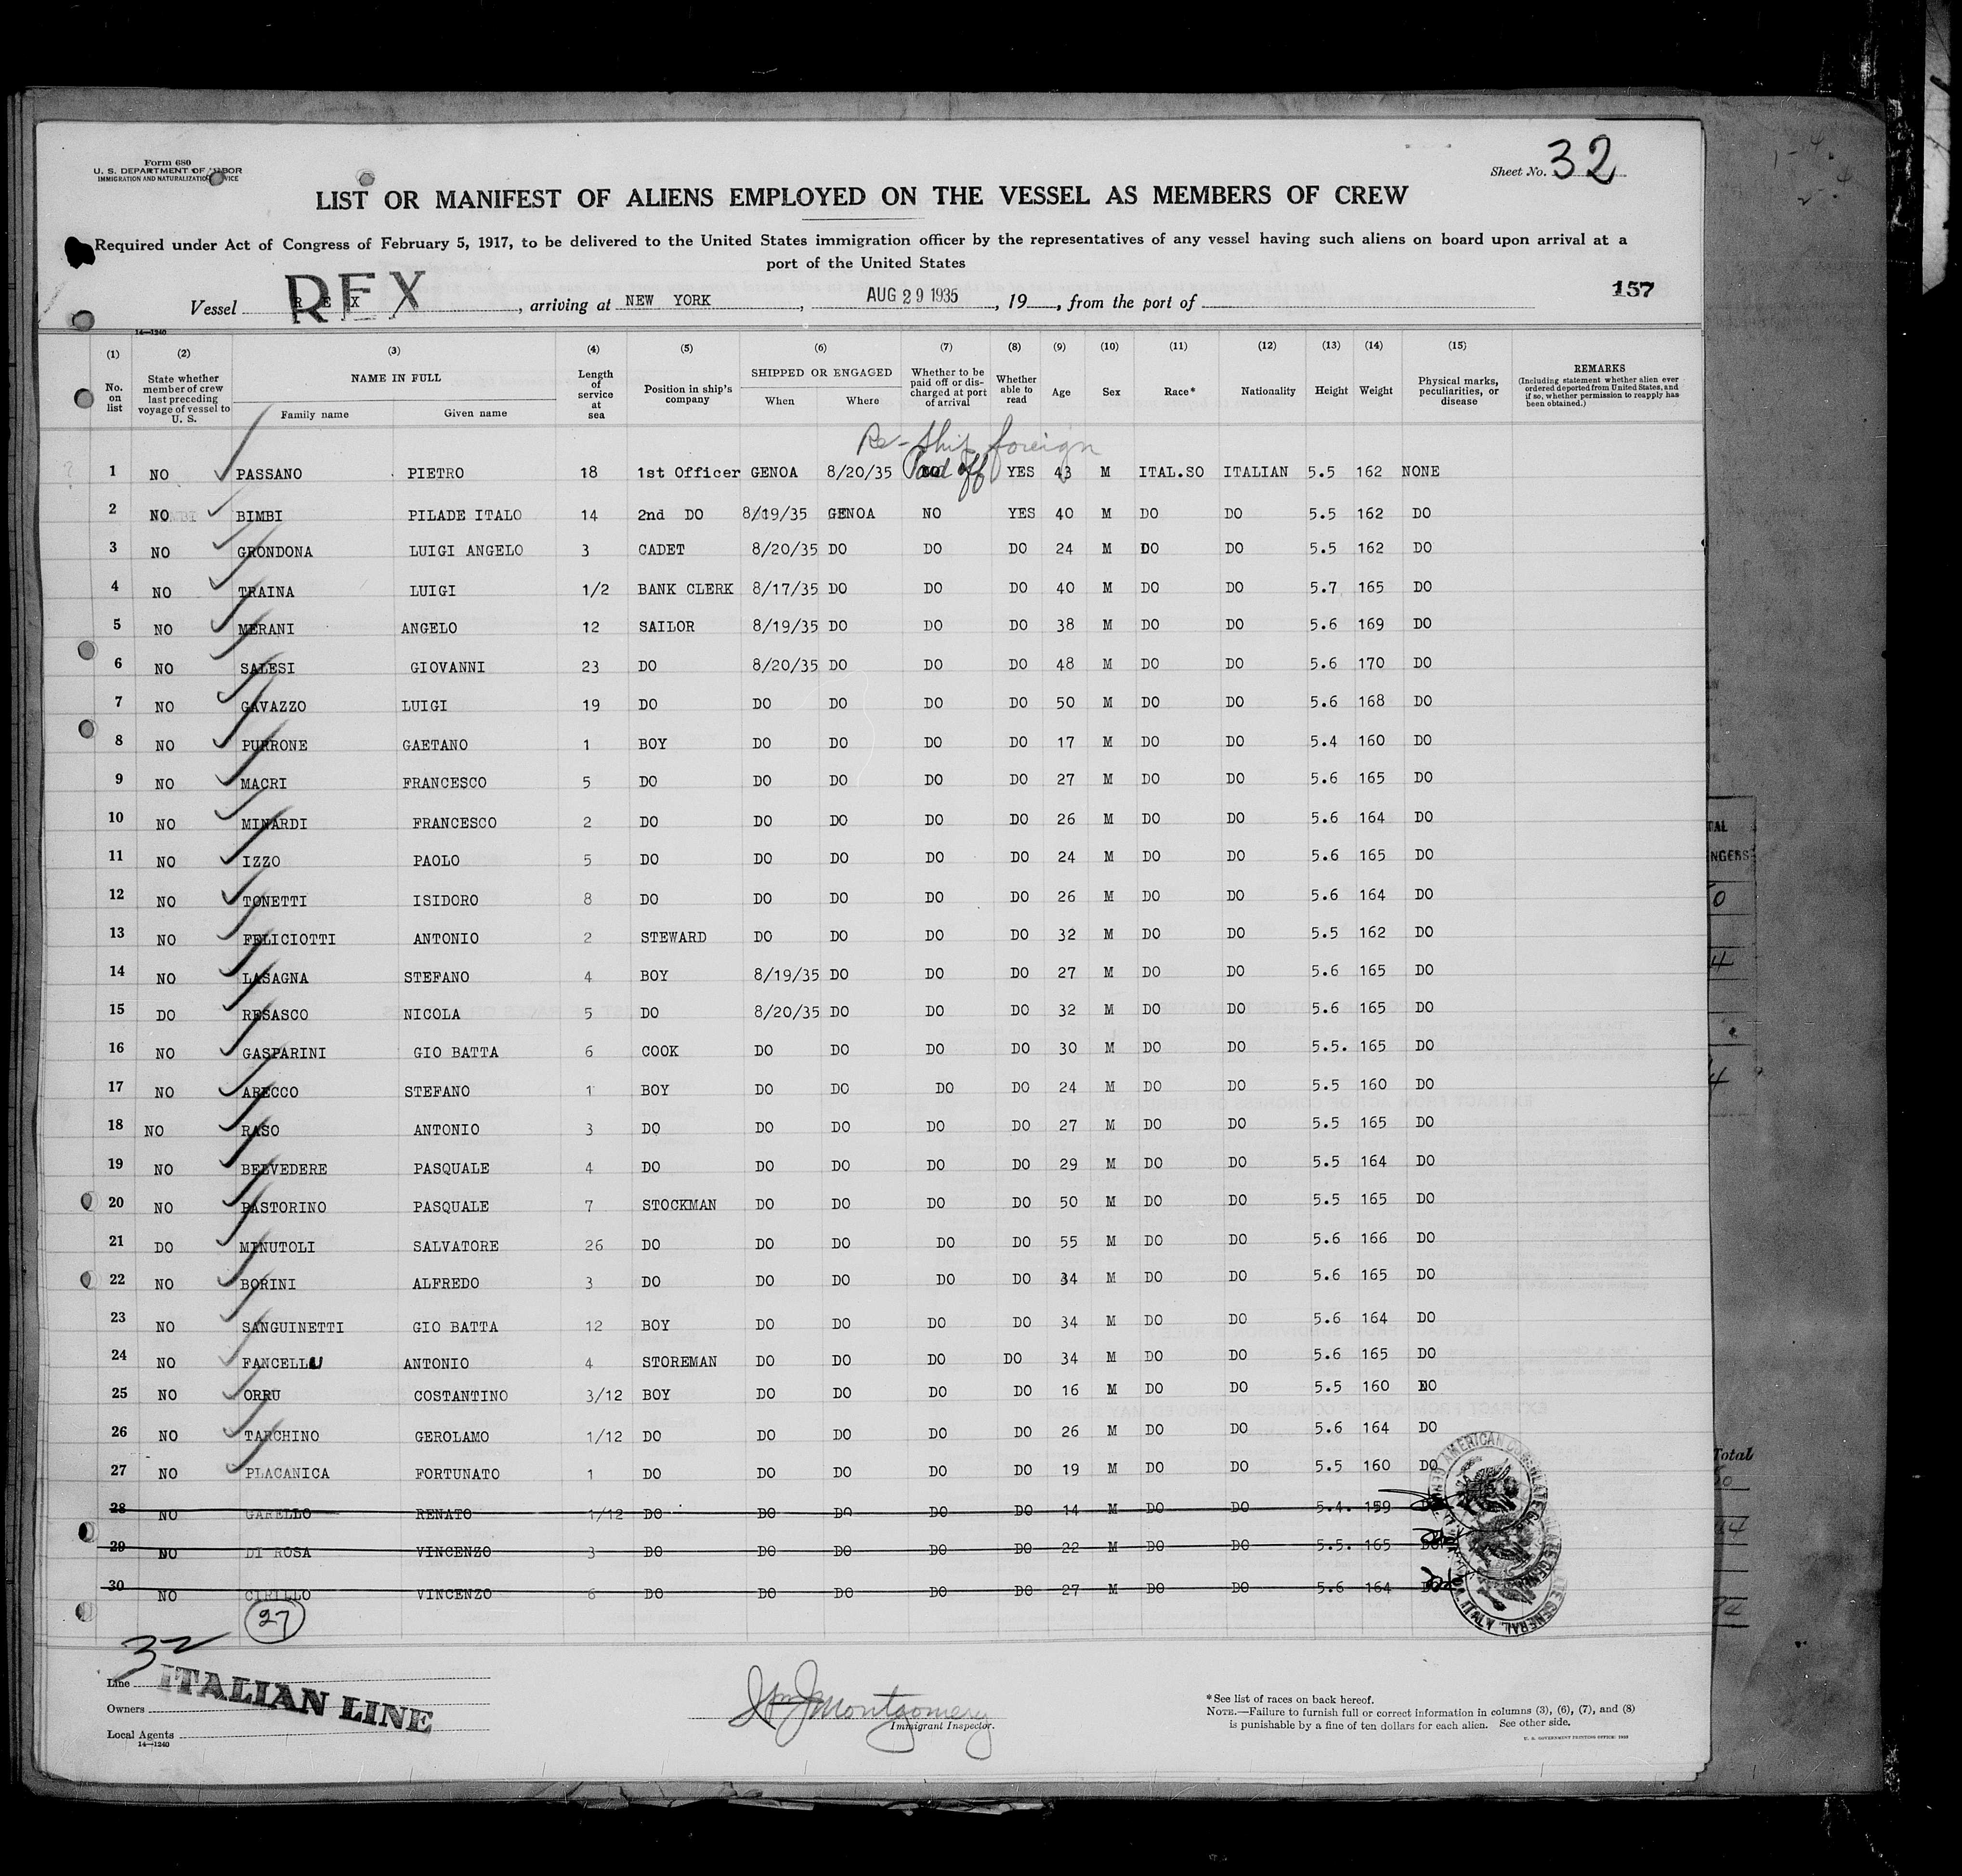 Form 680
U. S. DEPARTMENT OF LABOR
IMMIGRATION AND NATURALIZATION SERVICE
Sheet No. 32
LIST OR MANIFEST OF ALIENS EMPLOYED ON THE VESSEL AS MEMBERS OF CREW
Required under Act of Congress of February 5, 1917, to be delivered to the United States immigration officer by the representatives of any vessel having such aliens on board upon arrival at a
port of the United States
Vessel REX REX, arriving at NEW YORK, AUG 29 1935, 19 , from the port of
157
14—1240
(1) No. on list
(2) State whether member of crew last preceding voyage of vessel to U. S.
(3) NAME IN FULL Family name Given name
(4) Length of service at sea
(5) Position in ship's company
(6) SHIPPED OR ENGAGED When Where
(7) Whether to be paid off or discharged at port of arrival
(8) Whether able to read
(9) Age
(10) Sex
(11) Race*
(12) Nationality
(13) Height
(14) Weight
(15) Physical marks, peculiarities, or disease
REMARKS (Including statement whether alien ever ordered deported from United States, and if so, whether permission to reapply has been obtained.)
Re-ship foreign
1 NO PASSANO PIETRO 18 1st Officer GENOA 8/20/35 Paid off YES 43 M ITAL.SO ITALIAN 5.5 162 NONE
2 NO BIMBI PILADE ITALO 14 2nd DO 8/19/35 GENOA NO YES 40 M DO DO 5.5 162 DO
3 NO GRONDONA LUIGI ANGELO 3 CADET 8/20/35 DO DO DO 24 M DO DO 5.5 162 DO
4 NO TRAINA LUIGI 1/2 BANK CLERK 8/17/35 DO DO DO 40 M DO DO 5.7 165 DO
5 NO MERANI ANGELO 12 SAILOR 8/19/35 DO DO DO 38 M DO DO 5.6 169 DO
6 NO SALESI GIOVANNI 23 DO 8/20/35 DO DO DO 48 M DO DO 5.6 170 DO
7 NO GAVAZZO LUIGI 19 DO DO DO DO DO 50 M DO DO 5.6 168 DO
8 NO PURRONE GAETANO 1 BOY DO DO DO DO 17 M DO DO 5.4 160 DO
9 NO MACRI FRANCESCO 5 DO DO DO DO DO 27 M DO DO 5.6 165 DO
10 NO MINARDI FRANCESCO 2 DO DO DO DO DO 26 M DO DO 5.6 164 DO
11 NO IZZO PAOLO 5 DO DO DO DO DO 24 M DO DO 5.6 165 DO
12 NO TONETTI ISIDORO 8 DO DO DO DO DO 26 M DO DO 5.6 164 DO
13 NO FELICIOTTI ANTONIO 2 STEWARD DO DO DO DO 32 M DO DO 5.5 162 DO
14 NO LASAGNA STEFANO 4 BOY 8/19/35 DO DO DO 27 M DO DO 5.6 165 DO
15 DO RESASCO NICOLA 5 DO 8/20/35 DO DO DO 32 M DO DO 5.6 165 DO
16 NO GASPARINI GIO BATTA 6 COOK DO DO DO DO 30 M DO DO 5.5. 165 DO
17 NO ARECCO STEFANO 1 BOY DO DO DO DO 24 M DO DO 5.5 160 DO
18 NO RASO ANTONIO 3 DO DO DO DO DO 27 M DO DO 5.5 165 DO
19 NO BELVEDERE PASQUALE 4 DO DO DO DO DO 29 M DO DO 5.5 164 DO
20 NO PASTORINO PASQUALE 7 STOCKMAN DO DO DO DO 50 M DO DO 5.5 165 DO
21 DO MINUTOLI SALVATORE 26 DO DO DO DO DO 55 M DO DO 5.6 166 DO
22 NO BORINI ALFREDO 3 DO DO DO DO DO 34 M DO DO 5.6 165 DO
23 NO SANGUINETTI GIO BATTA 12 BOY DO DO DO DO 34 M DO DO 5.6 164 DO
24 NO FANCELLU ANTONIO 4 STOREMAN DO DO DO DO 34 M DO DO 5.6 165 DO
25 NO ORRU COSTANTINO 3/12 BOY DO DO DO DO 16 M DO DO 5.5 160 DO
26 NO TARCHINO GEROLAMO 1/12 DO DO DO DO DO 26 M DO DO 5.6 164 DO
27 NO PLACANICA FORTUNATO 1 DO DO DO DO DO 19 M DO DO 5.5 160 DO
28 NO GARELLO RENATO 1/12 DO DO DO DO DO 14 M DO DO 5.4. 159 DO
29 NO DI ROSA VINCENZO 3 DO DO DO DO DO 22 M DO DO 5.5. 165 DO
30 NO CIRILLO VINCENZO 6 DO DO DO DO DO 27 M DO DO 5.6 164 DO
27
32
Line ITALIAN LINE
Owners
Local Agents
14—1240
Wm J Montgomery
Immigrant Inspector.
*See list of races on back hereof.
NOTE.—Failure to furnish full or correct information in columns (3), (6), (7), and (8)
is punishable by a fine of ten dollars for each alien. See other side.
U. S. GOVERNMENT PRINTING OFFICE: 1932
Total